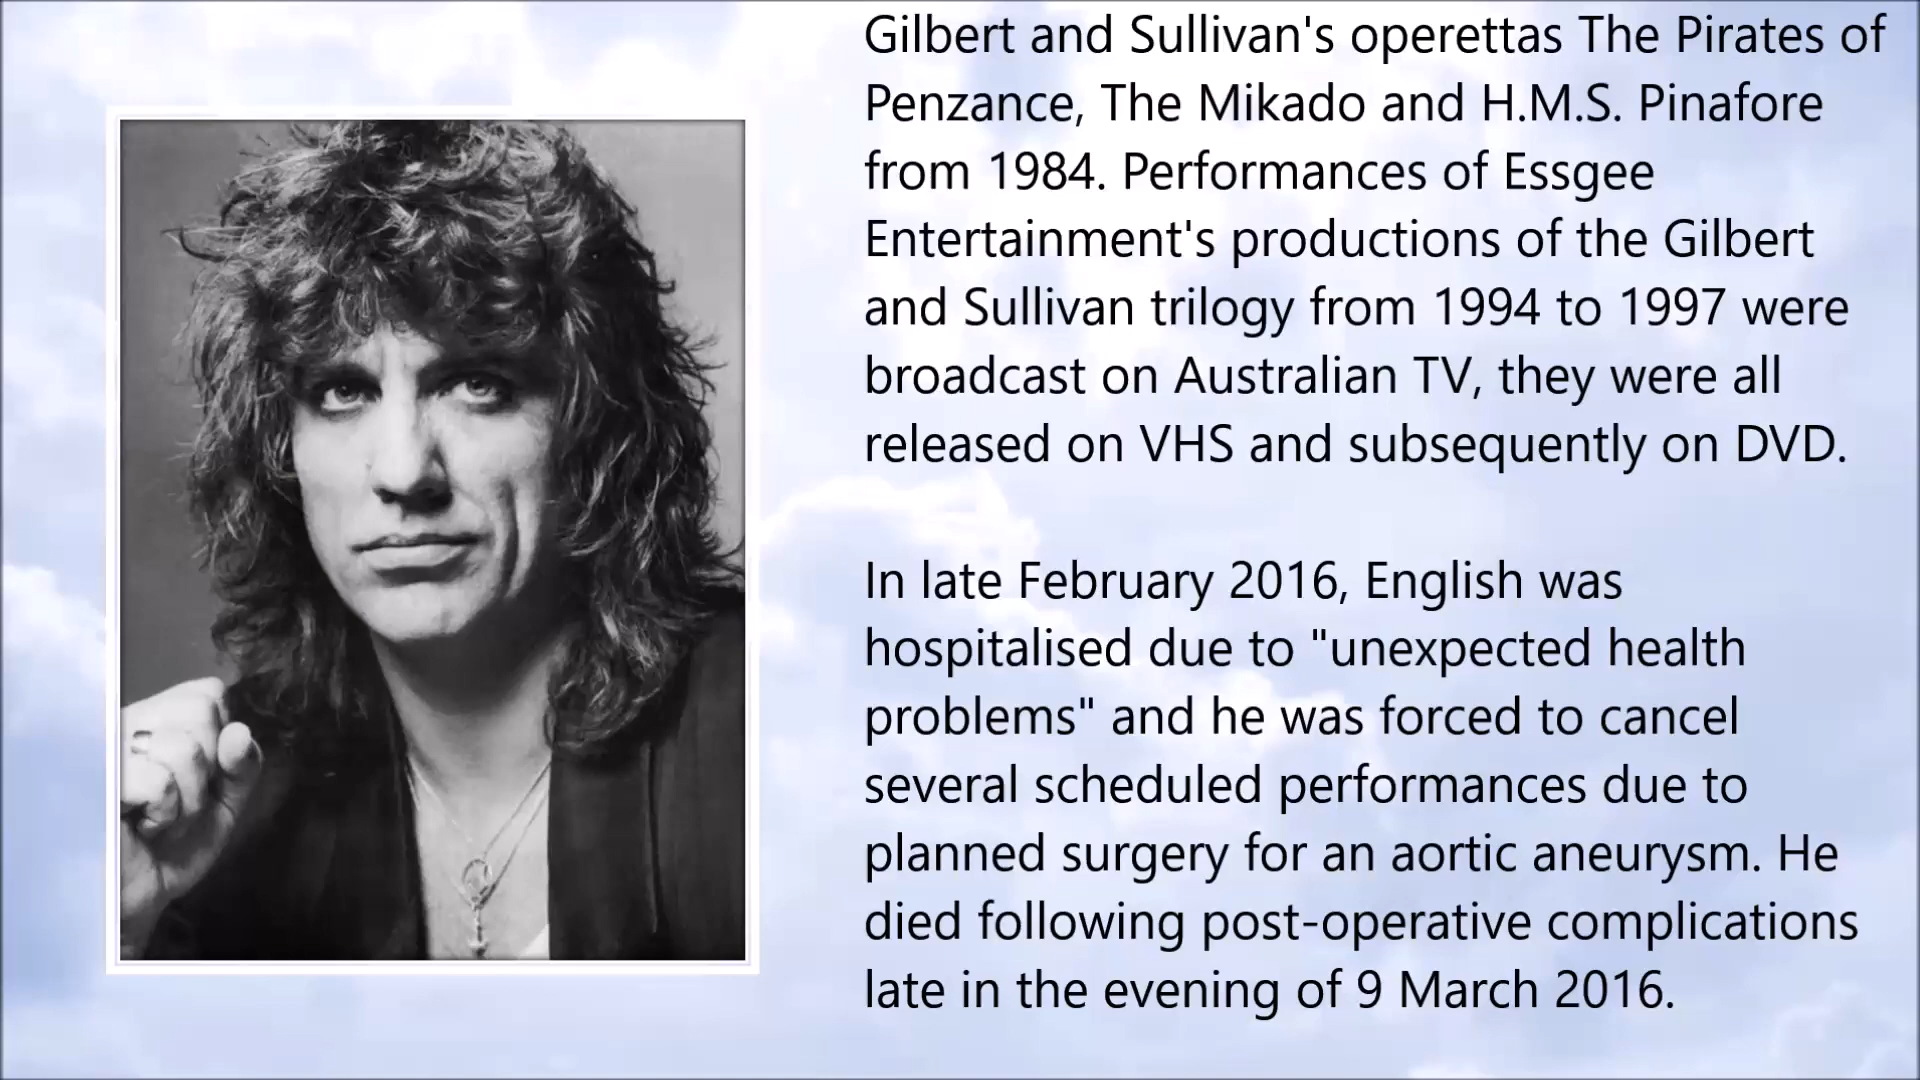 Gilbert and Sullivan's operettas The Pirates of
Penzance, The Mikado and H.M.S. Pinafore
from 1984. Performances of Essgee
Entertainment's productions of the Gilbert
and Sullivan trilogy from 1994 to 1997 were
broadcast on Australian TV, they were all
released on VHS and subsequently on DVD.
In late February 2016, English was
hospitalised due to "unexpected health
problems" and he was forced to cancel
several scheduled performances due to
planned surgery for an aortic aneurysm. He
died following post-operative complications
late in the evening of 9 March 2016.